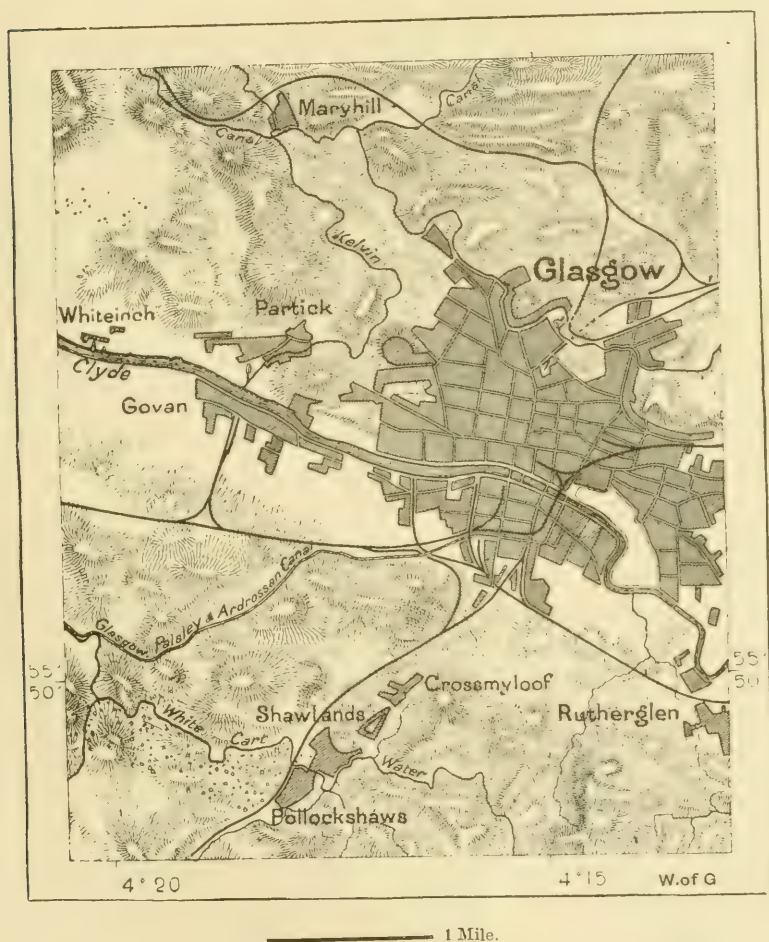 Maryhill
Canal
Canal
Kelvin
Glasgow
Whiteinch
Partick
Clyde
Govan
Glasgow Paisley & Ardrossan Canal
55°
50'
55°
50'
Crossmyloof
Shawlands
Rutherglen
White Cart Water
Pollockshaws
4° 20
4° 15
W. of G
1 Mile.